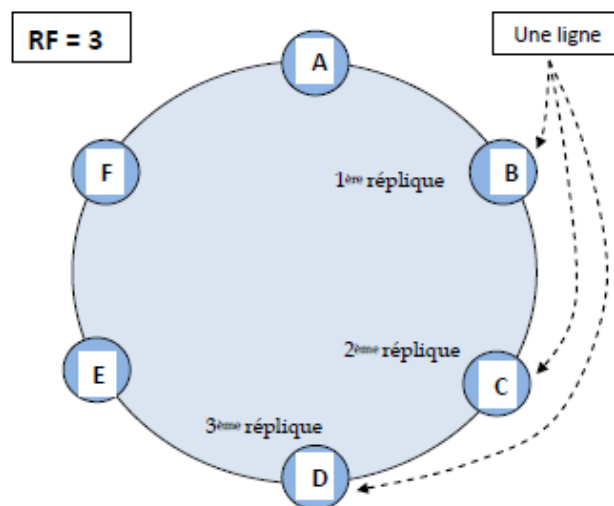 RF = 3
Une ligne
A
F
B
1ère réplique
2ème réplique
E
C
3ème réplique
D